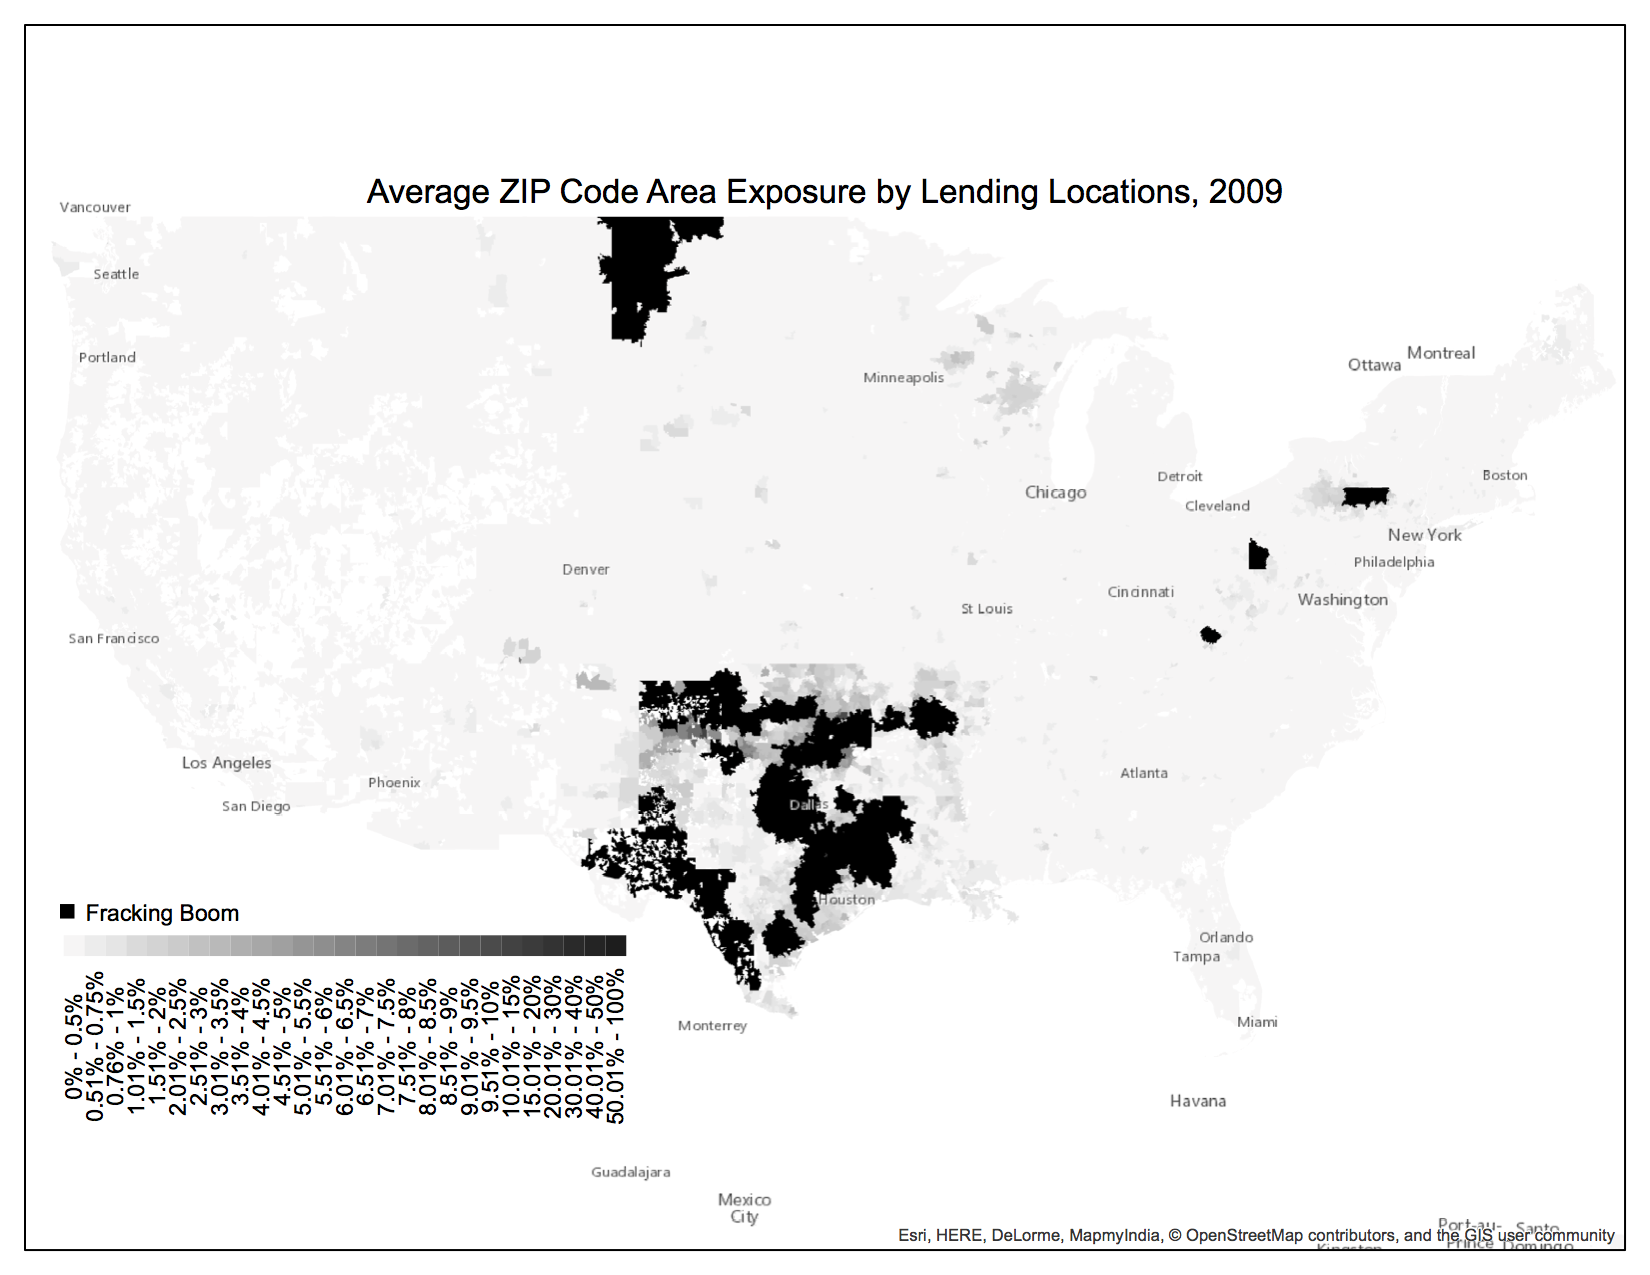 Average ZIP Code Area Exposure by Lending Locations, 2009
Vancouver
Seattle
Portland
Minneapolis
Ottawa
Montreal
Boston
Detroit
Chicago
Cleveland
New York
Philadelphia
Denver
Cincinnati
Washington
St Louis
San Francisco
Los Angeles
Phoenix
Atlanta
San Diego
Dallas
Houston
Fracking Boom
0% - 0.5%
0.51% - 0.75%
0.76% - 1%
1.01% - 1.5%
1.51% - 2%
2.01% - 2.5%
2.51% - 3%
3.01% - 3.5%
3.51% - 4%
4.01% - 4.5%
4.51% - 5%
5.01% - 5.5%
5.51% - 6%
6.01% - 6.5%
6.51% - 7%
7.01% - 7.5%
7.51% - 8%
8.01% - 8.5%
8.51% - 9%
9.01% - 9.5%
9.51% - 10%
10.01% - 15%
15.01% - 20%
20.01% - 30%
30.01% - 40%
40.01% - 50%
50.01% - 100%
Orlando
Tampa
Miami
Monterrey
Havana
Guadalajara
Mexico
City
Port-au-
Prince
Santo
Domingo
Kingston
Esri, HERE, DeLorme, MapmyIndia, © OpenStreetMap contributors, and the GIS user community